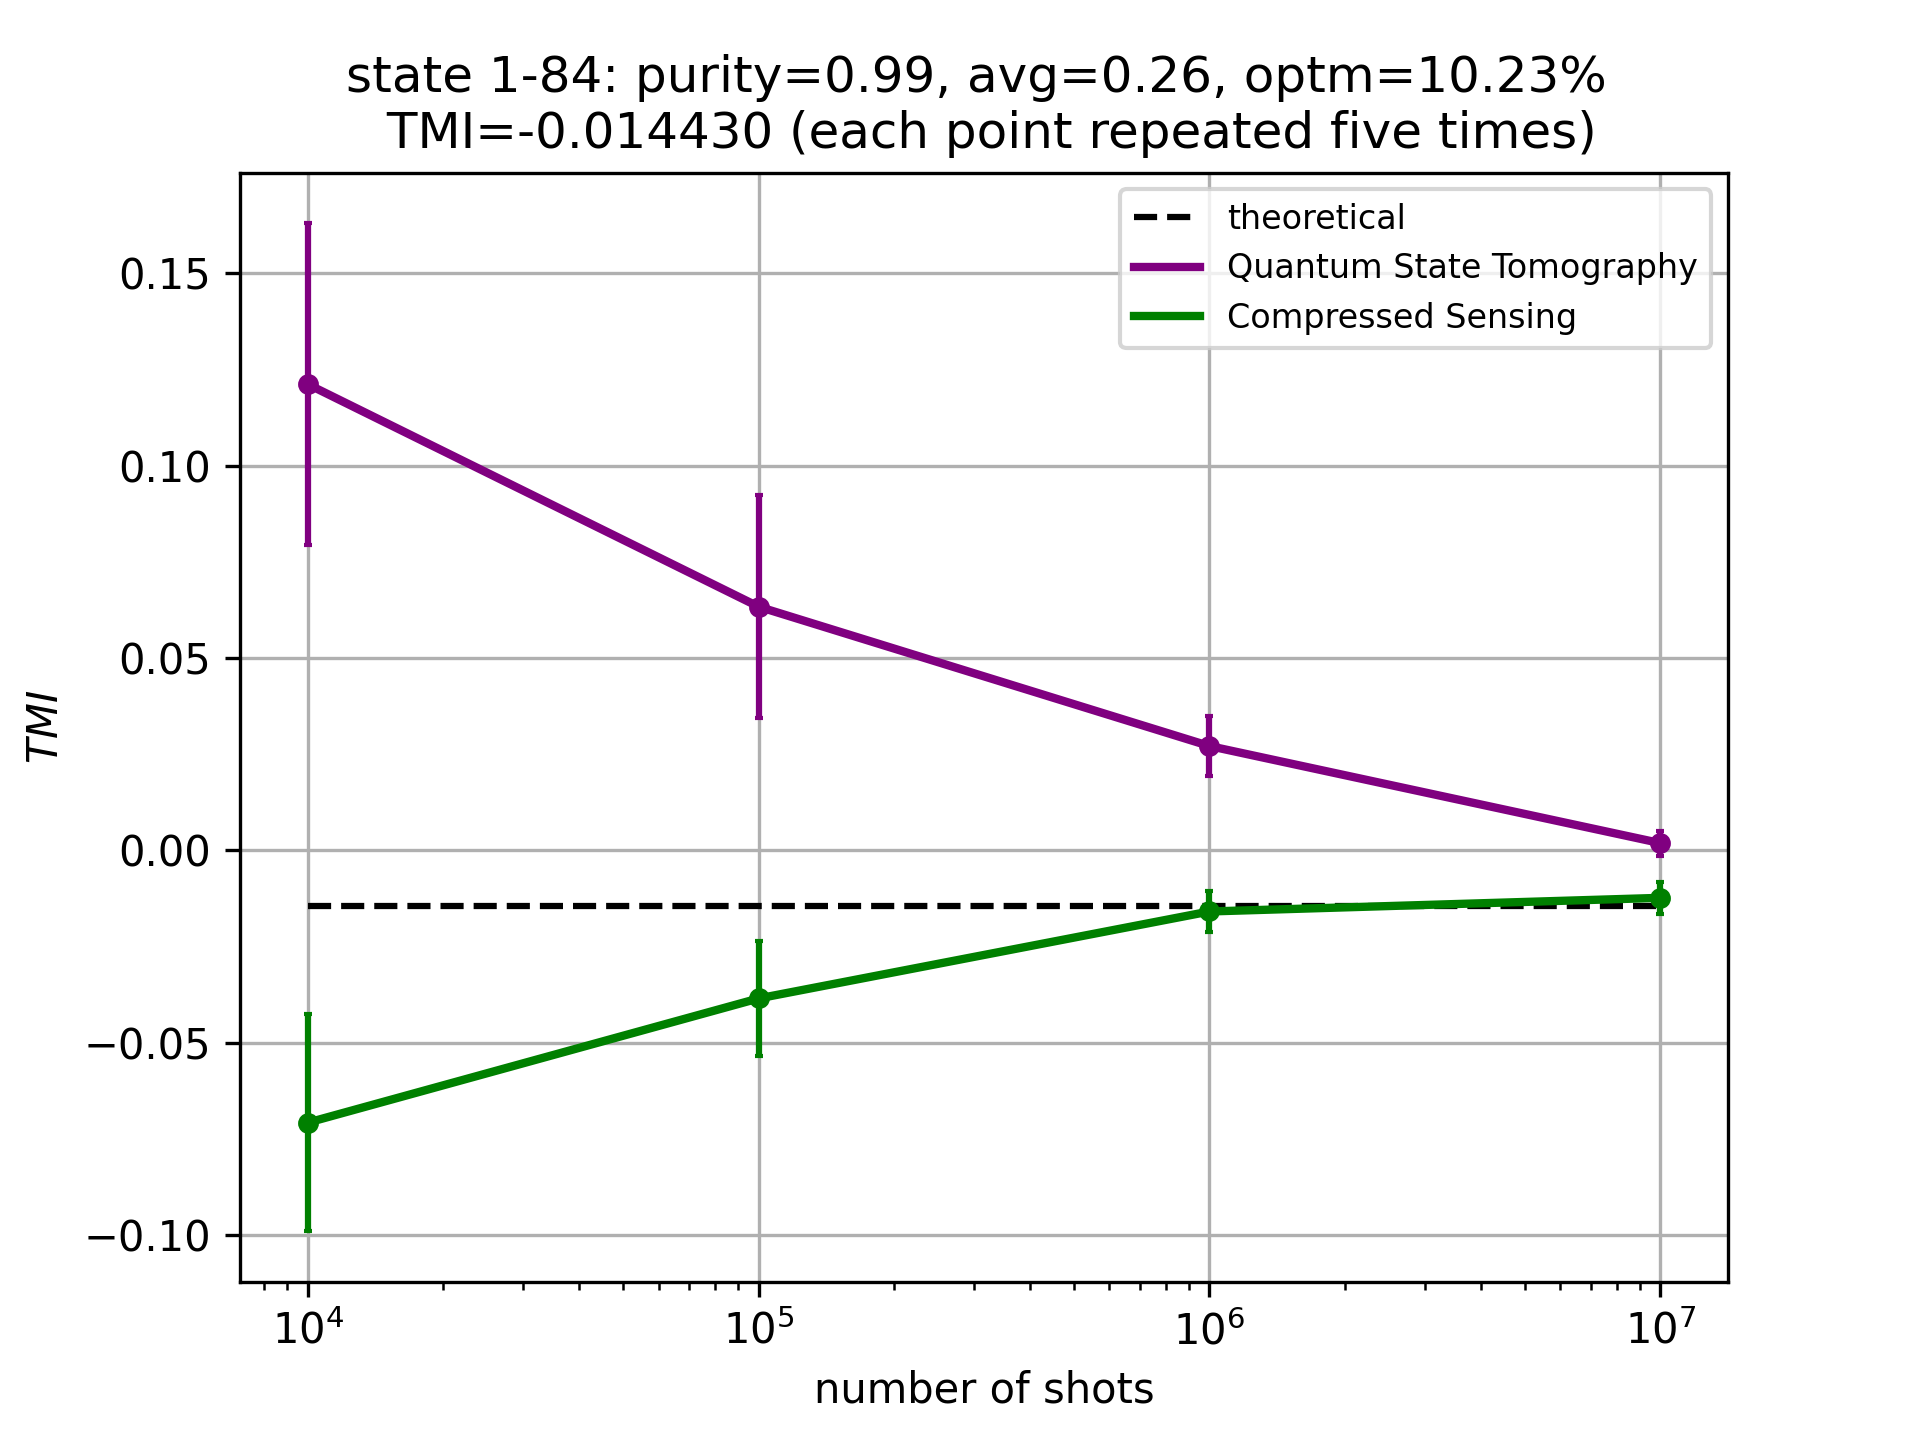 state 1-84: purity=0.99, avg=0.26, optm=10.23%
TMI=-0.014430 (each point repeated five times)
theoretical
Quantum State Tomography
Compressed Sensing
0.15
0.10
0.05
0.00
−0.05
−0.10
TMI
10⁴ 10⁵ 10⁶ 10⁷
number of shots